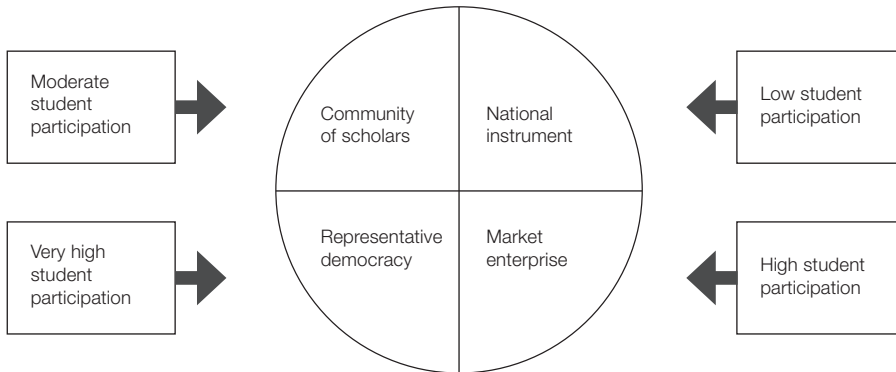 Moderate
student
participation
Community
of scholars
National
instrument
Low student
participation
Very high
student
participation
Representative
democracy
Market
enterprise
High student
participation